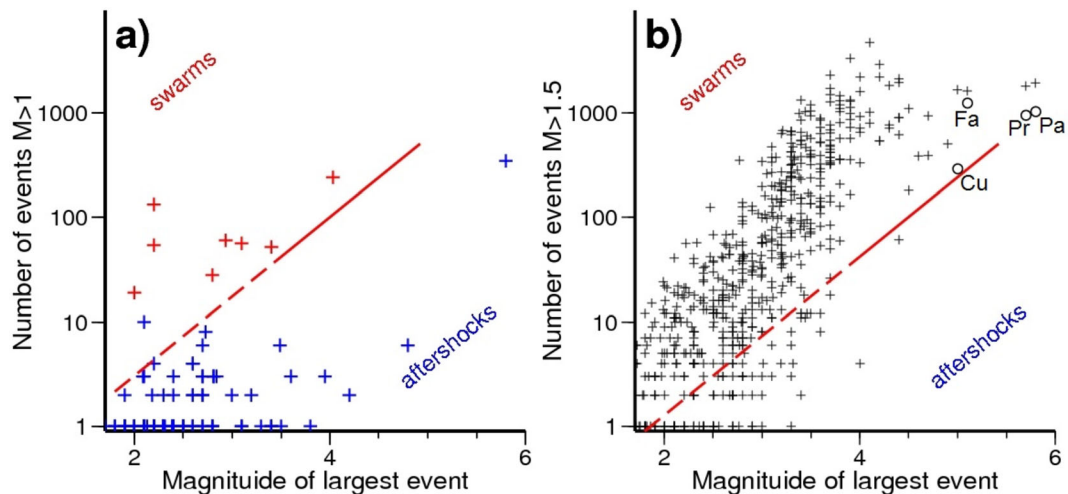 a)
swarms
Number of events M>1
1000
100
10
1
aftershocks
2
4
6
Magnituide of largest event
b)
swarms
Number of events M>1.5
1000
100
10
1
Fa
Pr
Pa
Cu
aftershocks
2
4
6
Magnituide of largest event